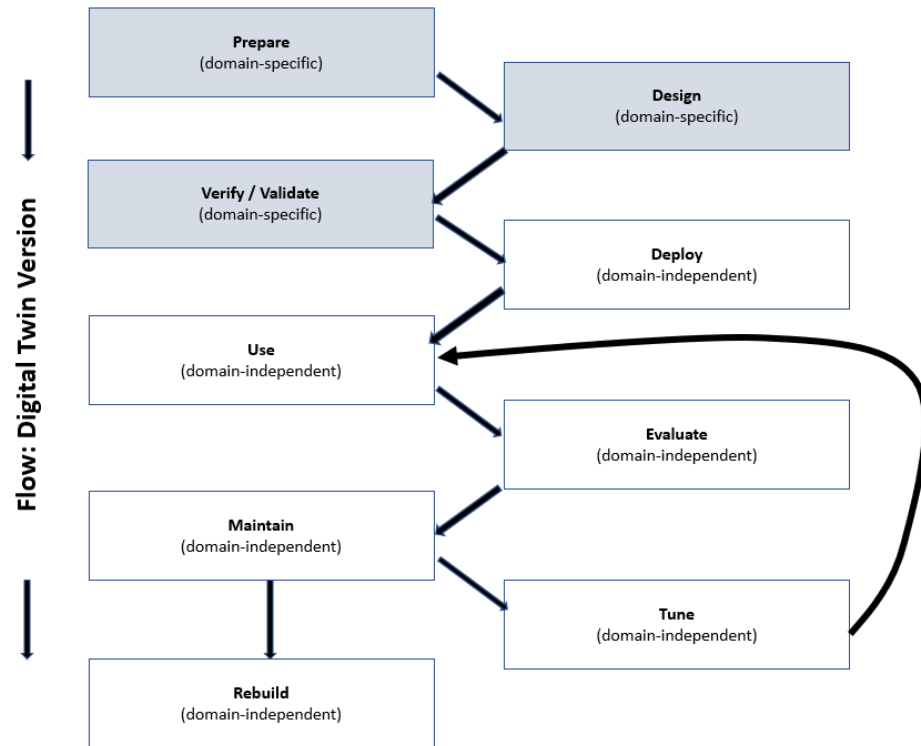 Prepare
(domain-specific)
Design
(domain-specific)
Verify / Validate
(domain-specific)
Deploy
(domain-independent)
Use
(domain-independent)
Evaluate
(domain-independent)
Maintain
(domain-independent)
Tune
(domain-independent)
Rebuild
(domain-independent)
Flow: Digital Twin Version